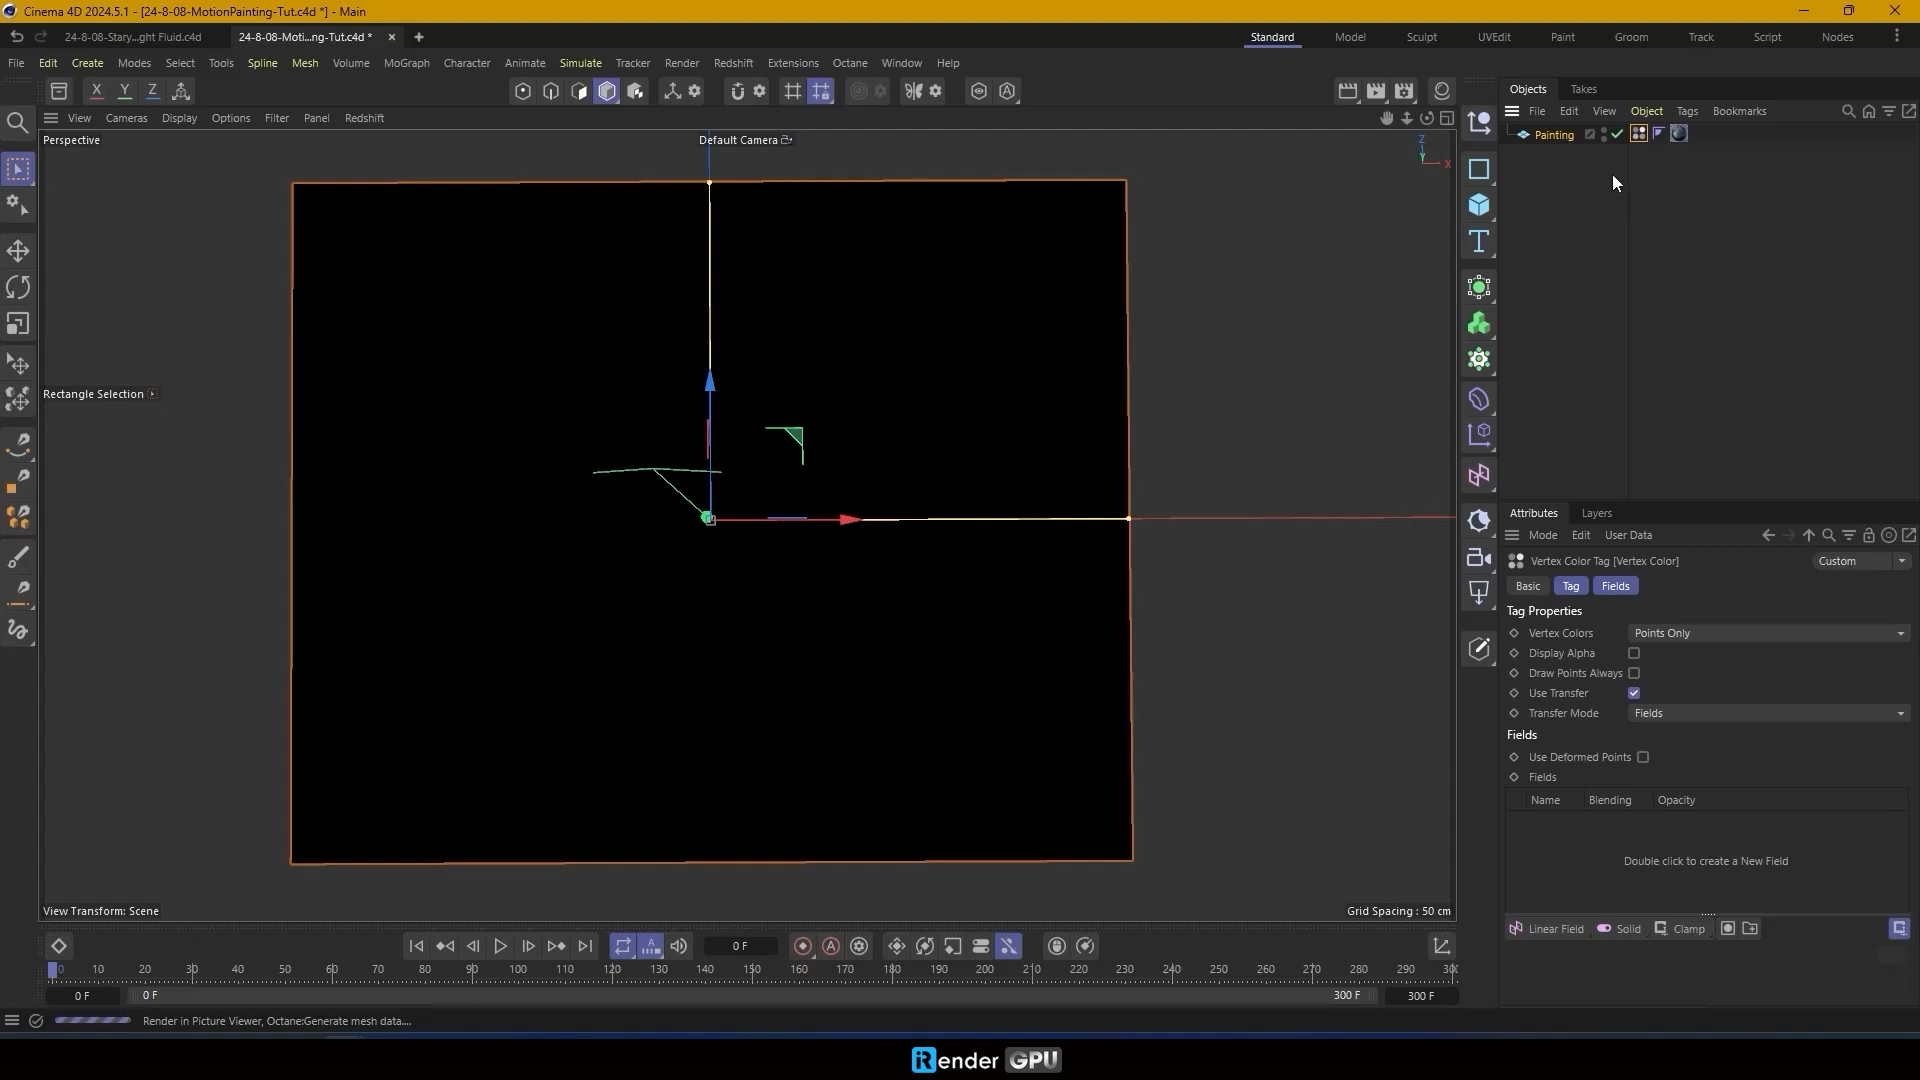 Cinema 4D 2024.5.1 - [24-8-08-MotionPainting-Tut.c4d *] - Main
24-8-08-Stary...ght Fluid.c4d
24-8-08-Moti...ng-Tut.c4d *
Standard
Model
Sculpt
UVEdit
Paint
Groom
Track
Script
Nodes
File Edit Create Modes Select Tools Spline Mesh Volume MoGraph Character Animate Simulate Tracker Render Redshift Extensions Octane Window Help
X Y Z
Objects
Takes
View Cameras Display Options Filter Panel Redshift
File Edit View Object Tags Bookmarks
Perspective
Default Camera
Z
Y
X
Painting
Rectangle Selection
Attributes
Layers
Mode Edit User Data
Vertex Color Tag [Vertex Color]
Custom
Basic
Tag
Fields
Tag Properties
Vertex Colors
Points Only
Display Alpha
Draw Points Always
Use Transfer
Transfer Mode
Fields
Fields
Use Deformed Points
Fields
Name
Blending
Opacity
Double click to create a New Field
View Transform: Scene
Grid Spacing : 50 cm
Linear Field
Solid
Clamp
0 F
0 10 20 30 40 50 60 70 80 90 100 110 120 130 140 150 160 170 180 190 200 210 220 230 240 250 260 270 280 290 300
0 F
0 F
300 F
300 F
Render in Picture Viewer, Octane:Generate mesh data....
iRender GPU